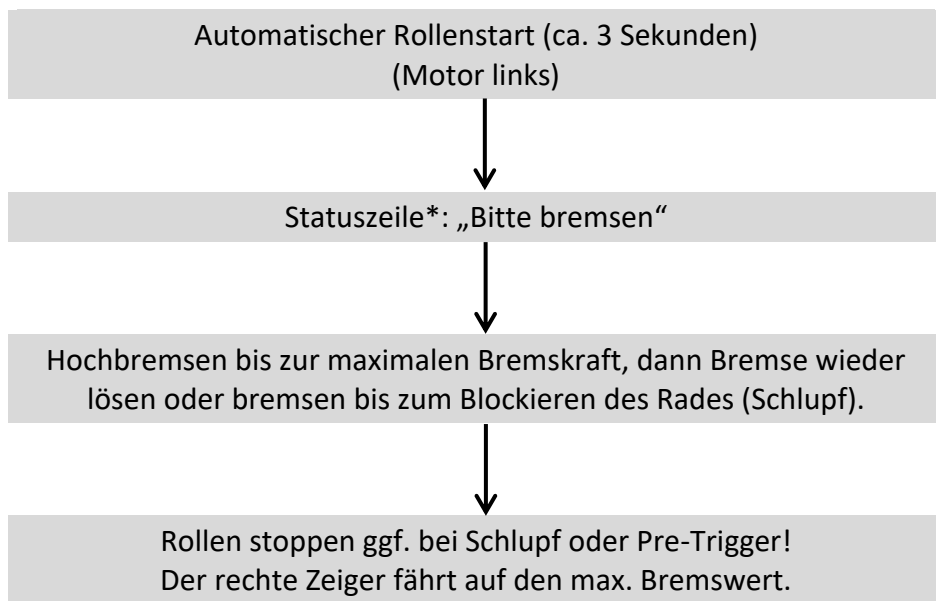 Automatischer Rollenstart (ca. 3 Sekunden)
(Motor links)
Statuszeile*: „Bitte bremsen“
Hochbremsen bis zur maximalen Bremskraft, dann Bremse wieder
lösen oder bremsen bis zum Blockieren des Rades (Schlupf).
Rollen stoppen ggf. bei Schlupf oder Pre-Trigger!
Der rechte Zeiger fährt auf den max. Bremswert.